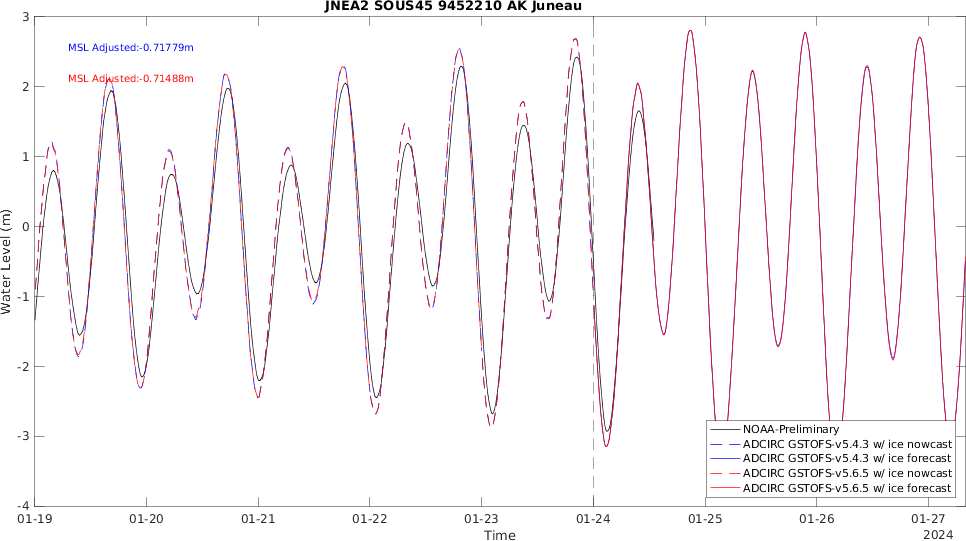 JNEA2 SOUS45 9452210 AK Juneau
3
2
1
0
-1
-2
-3
-4
Water Level (m)
MSL Adjusted:-0.71779m
MSL Adjusted:-0.71488m
NOAA-Preliminary
ADCIRC GSTOFS-v5.4.3 w/ ice nowcast
ADCIRC GSTOFS-v5.4.3 w/ ice forecast
ADCIRC GSTOFS-v5.6.5 w/ ice nowcast
ADCIRC GSTOFS-v5.6.5 w/ ice forecast
01-19 01-20 01-21 01-22 01-23 01-24 01-25 01-26 01-27
Time
2024